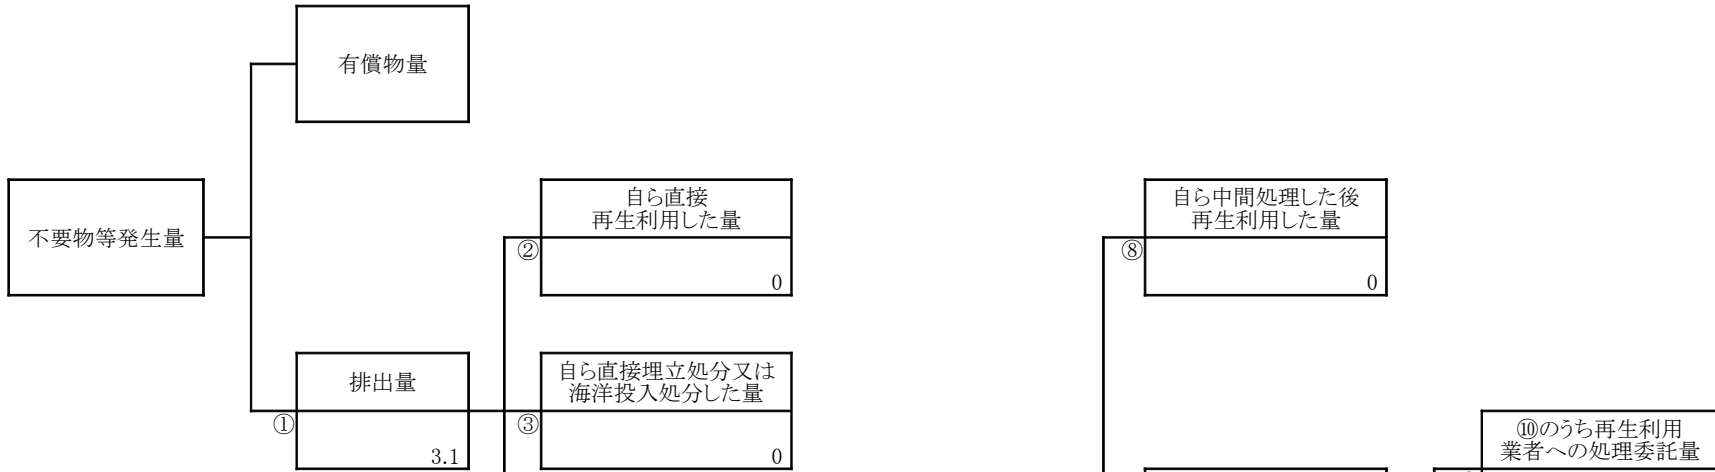 有償物量
不要物等発生量
自ら直接
再生利用した量
②
0
自ら中間処理した後
再生利用した量
⑧
0
排出量
①
3.1
自ら直接埋立処分又は
海洋投入処分した量
③
0
⑩のうち再生利用
業者への処理委託量